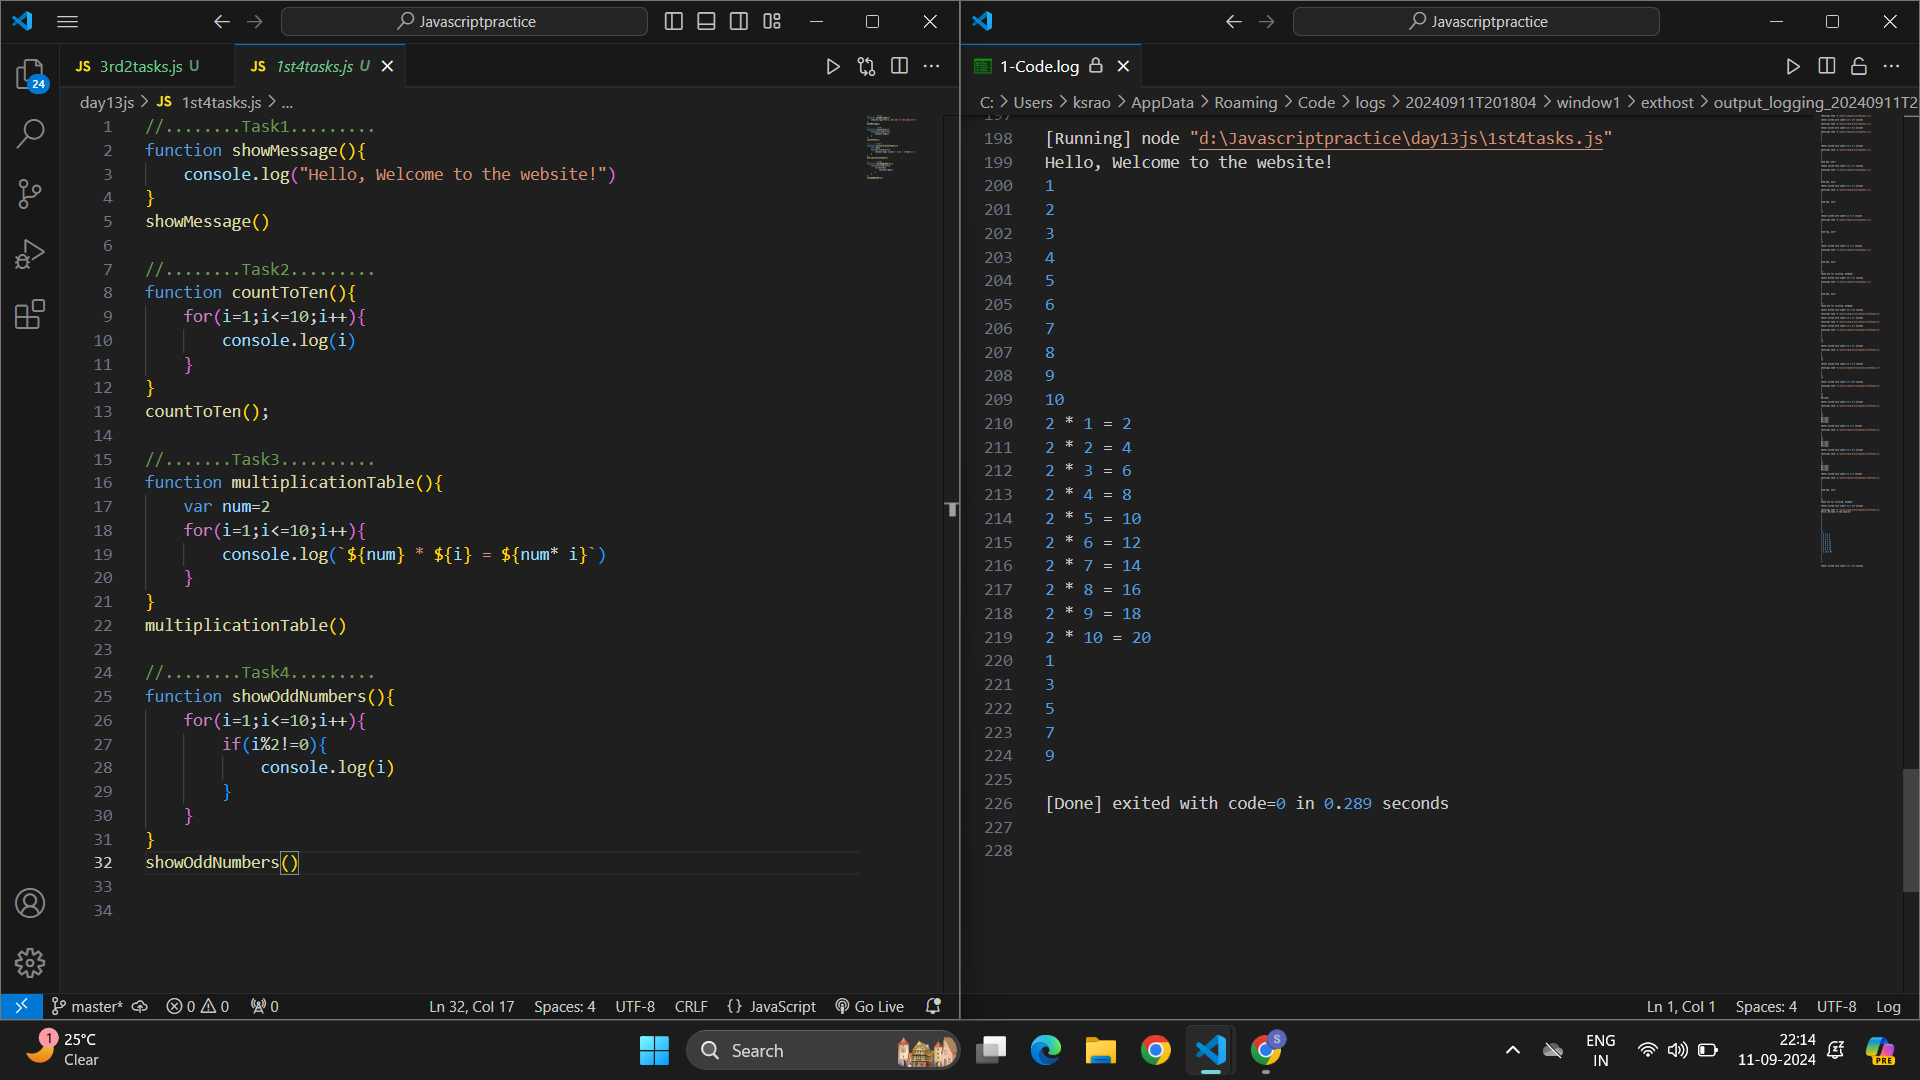 Javascriptpractice
JS 3rd2tasks.js U
JS 1st4tasks.js U
day13js > JS 1st4tasks.js > ...
24
1 //........Task1.........
2 function showMessage(){
3 console.log("Hello, Welcome to the website!")
4 }
5 showMessage()
6
7 //........Task2.........
8 function countToTen(){
9 for(i=1;i<=10;i++){
10 console.log(i)
11 }
12 }
13 countToTen();
14
15 //.......Task3..........
16 function multiplicationTable(){
17 var num=2
18 for(i=1;i<=10;i++){
19 console.log(`${num} * ${i} = ${num* i}`)
20 }
21 }
22 multiplicationTable()
23
24 //........Task4.........
25 function showOddNumbers(){
26 for(i=1;i<=10;i++){
27 if(i%2!=0){
28 console.log(i)
29 }
30 }
31 }
32 showOddNumbers()
33
34
master* 0 0 0 Ln 32, Col 17 Spaces: 4 UTF-8 CRLF {} JavaScript Go Live
Javascriptpractice
1-Code.log
C: > Users > ksrao > AppData > Roaming > Code > logs > 20240911T201804 > window1 > exthost > output_logging_20240911T2
197
198 [Running] node "d:\Javascriptpractice\day13js\1st4tasks.js"
199 Hello, Welcome to the website!
200 1
201 2
202 3
203 4
204 5
205 6
206 7
207 8
208 9
209 10
210 2 * 1 = 2
211 2 * 2 = 4
212 2 * 3 = 6
213 2 * 4 = 8
214 2 * 5 = 10
215 2 * 6 = 12
216 2 * 7 = 14
217 2 * 8 = 16
218 2 * 9 = 18
219 2 * 10 = 20
220 1
221 3
222 5
223 7
224 9
225
226 [Done] exited with code=0 in 0.289 seconds
227
228
Ln 1, Col 1 Spaces: 4 UTF-8 Log
1
25°C
Clear
Search
S
ENG
IN
22:14
11-09-2024
PRE